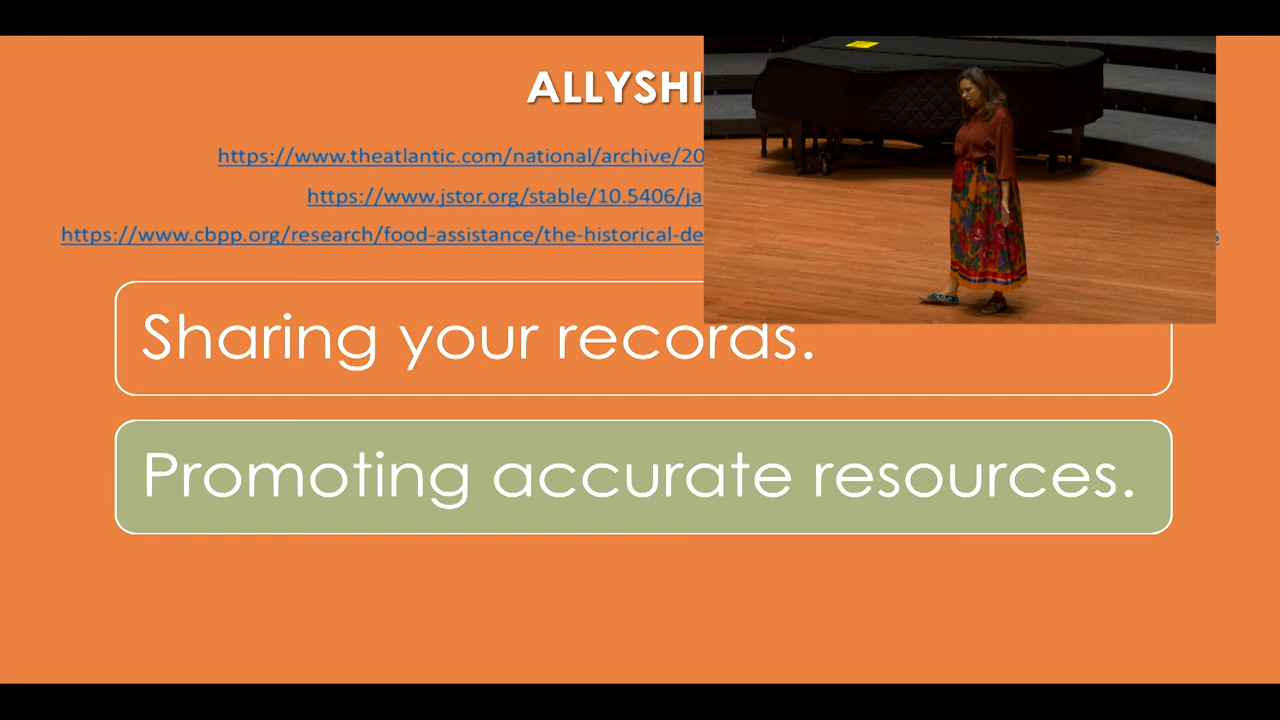 ALLYSHI
https://www.theatlantic.com/national/archive/20
https://www.jstor.org/stable/10.5406/ja
https://www.cbpp.org/research/food-assistance/the-historical-de
Sharing your records.
Promoting accurate resources.